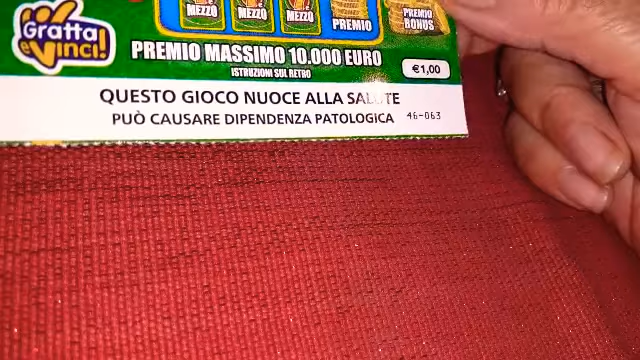 Gratta
e vinci!
MEZZO MEZZO MEZZO PREMIO PREMIO
BONUS
PREMIO MASSIMO 10.000 EURO
ISTRUZIONI SUL RETRO
€1,00
QUESTO GIOCO NUOCE ALLA SALUTE
PUÒ CAUSARE DIPENDENZA PATOLOGICA 46-063